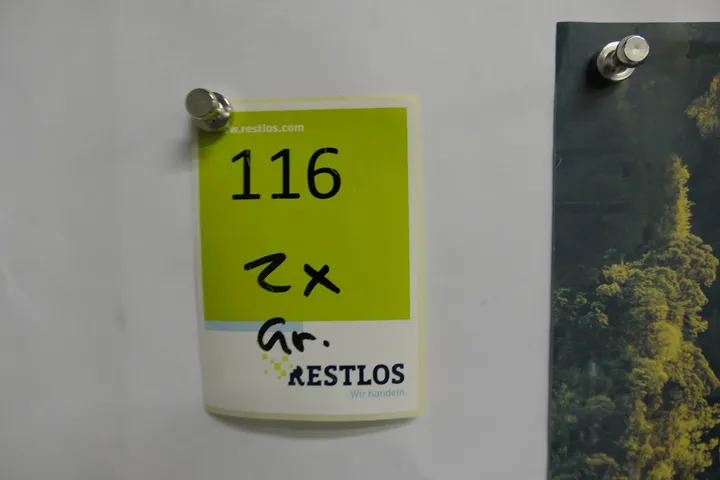 w.restlos.com
116
2x
Gr.
RESTLOS
Wir handeln